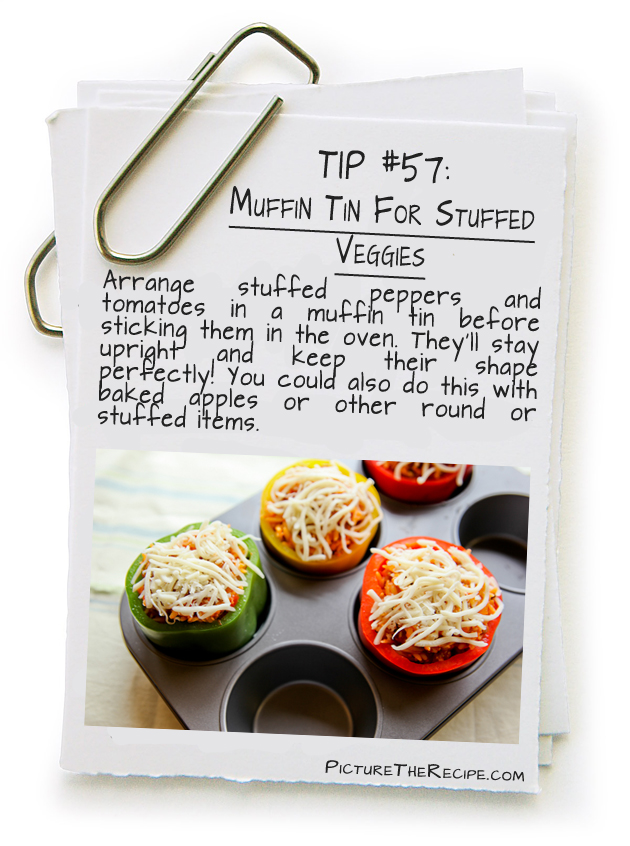 TIP #57:
MUFFIN TIN FOR STUFFED
VEGGIES
Arrange stuffed peppers and
tomatoes in a muffin tin before
sticking them in the oven. They'll stay
upright and keep their shape
perfectly! You could also do this with
baked apples or other round or
stuffed items.
PICTURETHERECIPE.COM